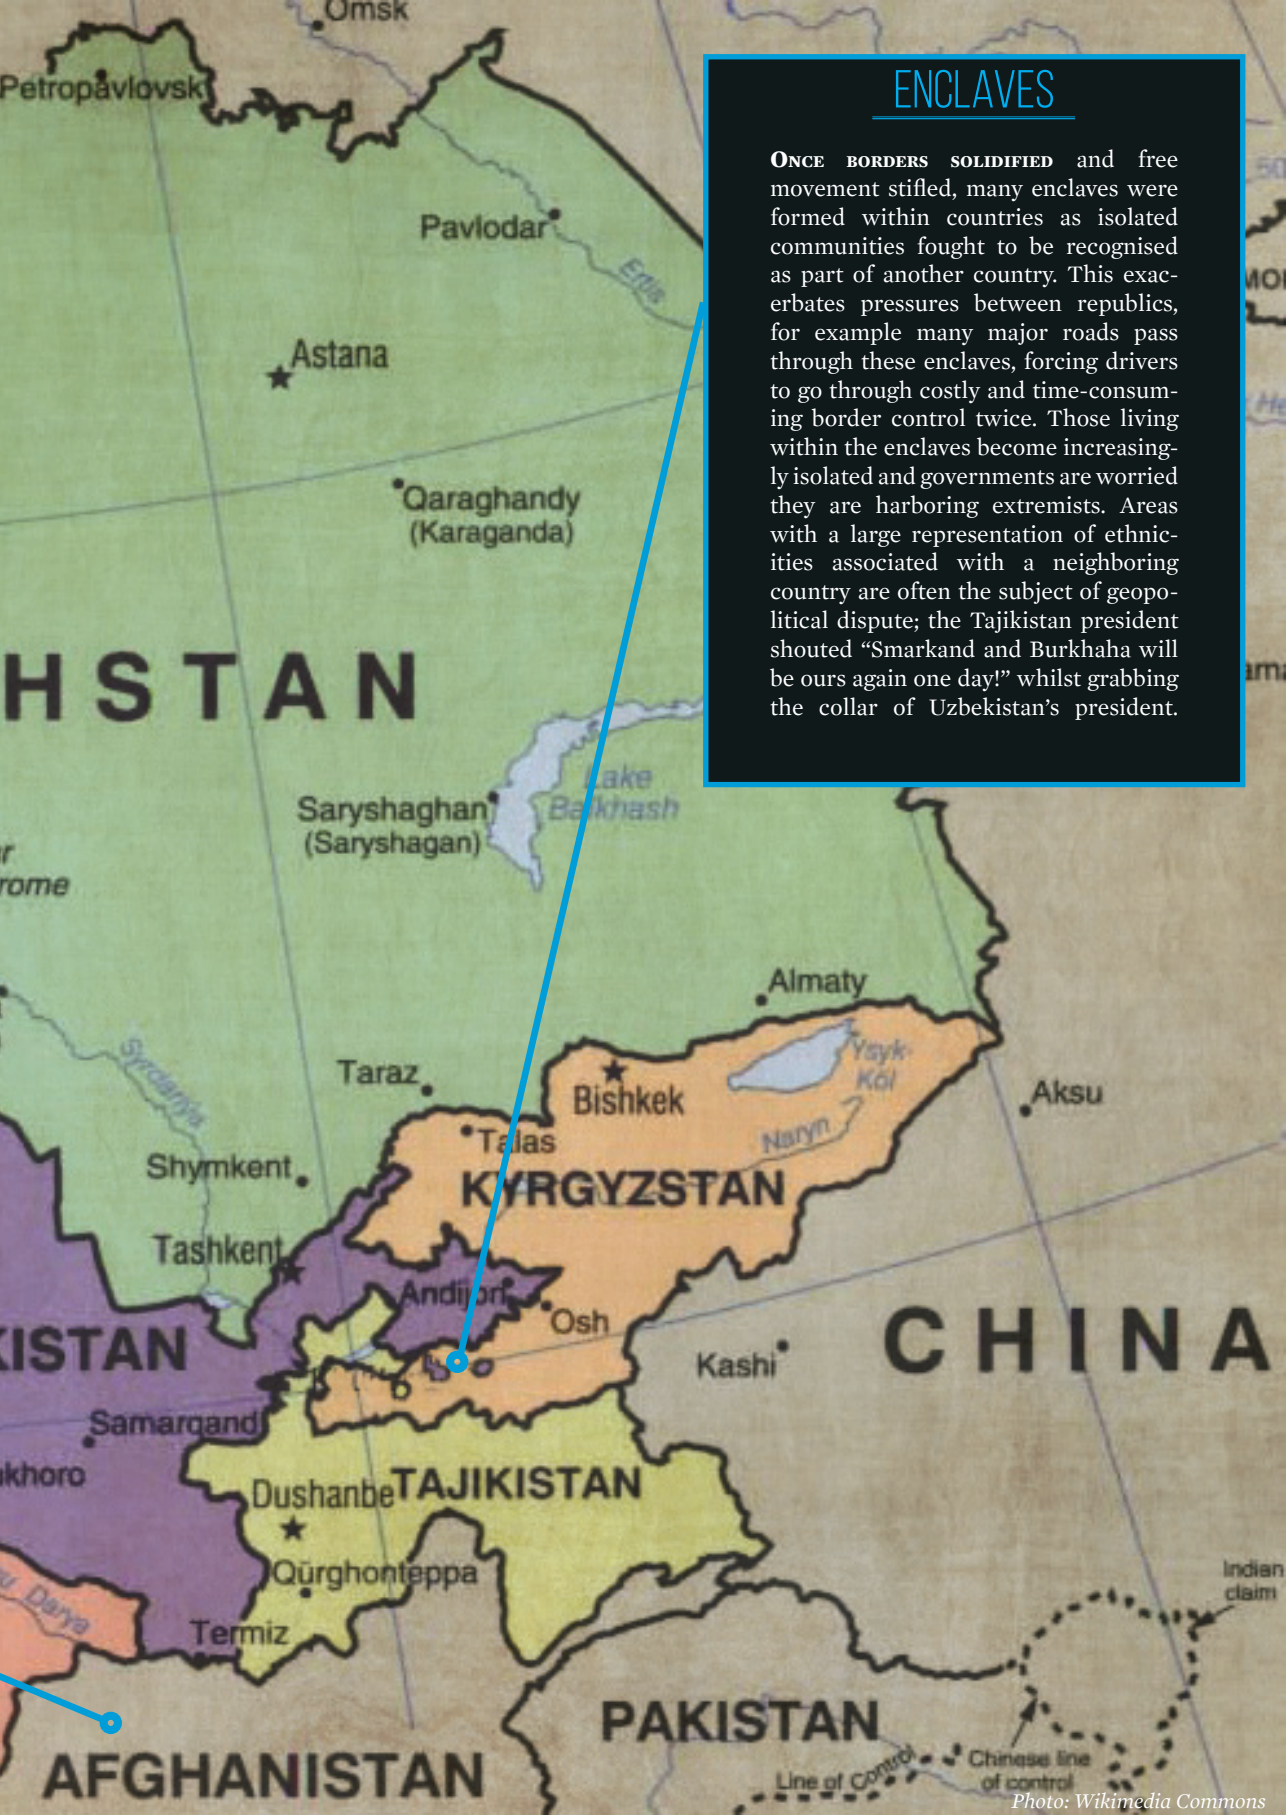 Omsk
Petropavlovsk
ENCLAVES
ONCE BORDERS SOLIDIFIED and free
movement stifled, many enclaves were
formed within countries as isolated
communities fought to be recognised
as part of another country. This exac-
erbates pressures between republics,
for example many major roads pass
through these enclaves, forcing drivers
to go through costly and time-consum-
ing border control twice. Those living
within the enclaves become increasing-
ly isolated and governments are worried
they are harboring extremists. Areas
with a large representation of ethnic-
ities associated with a neighboring
country are often the subject of geopo-
litical dispute; the Tajikistan president
shouted “Smarkand and Burkhaha will
be ours again one day!” whilst grabbing
the collar of Uzbekistan’s president.
50
Pavlodar
Ertis
MO
Astana
He
Qaraghandy
(Karaganda)
HSTAN
Lake
Balkhash
Saryshaghan
(Saryshagan)
r
rome
Almaty
Syrdariya
Taraz
Bishkek
Ysyk-
Köl
Aksu
Talas
Naryn
Shymkent
KYRGYZSTAN
Tashkent
Andijon
Osh
CHINA
KISTAN
Kashi
Samarqand
khoro
Dushanbe
TAJIKISTAN
Qŭrghonteppa
Indian
claim
Darya
Termiz
PAKISTAN
AFGHANISTAN
Line of Control
Chinese line
of control
Photo: Wikimedia Commons